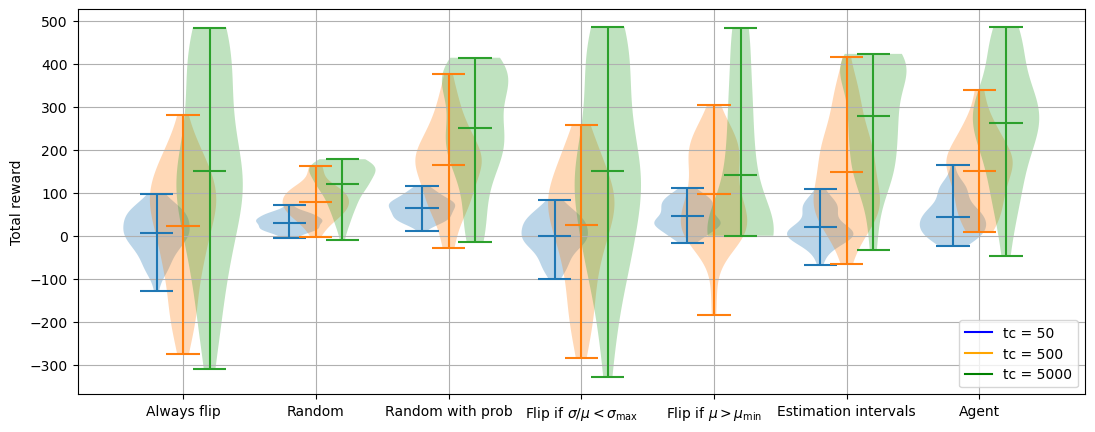 Total reward
500
400
300
200
100
0
−100
−200
−300
Always flip
Random
Random with prob
Flip if σ/μ < σmax
Flip if μ > μmin
Estimation intervals
Agent
tc = 50
tc = 500
tc = 5000